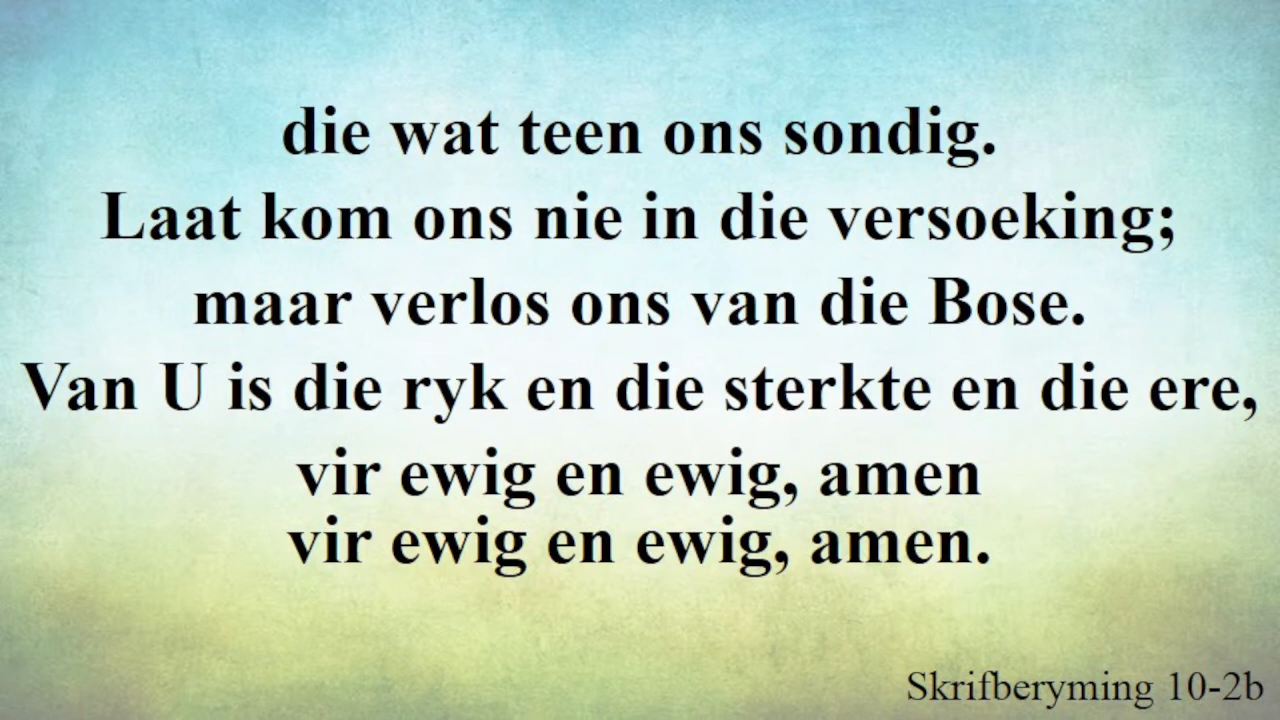 die wat teen ons sondig.
Laat kom ons nie in die versoeking;
maar verlos ons van die Bose.
Van U is die ryk en die sterkte en die ere,
vir ewig en ewig, amen
vir ewig en ewig, amen.
Skrifberyming 10-2b